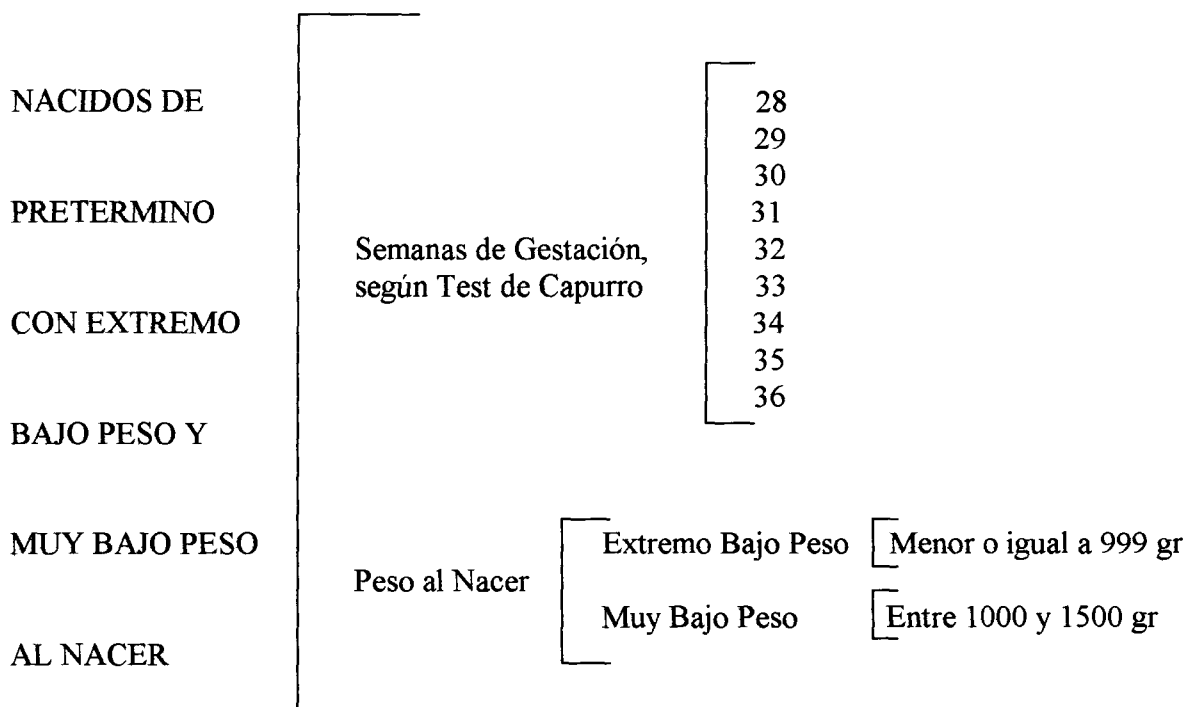 NACIDOS DE
PRETERMINO
CON EXTREMO
BAJO PESO Y
MUY BAJO PESO
AL NACER
Semanas de Gestación,
según Test de Capurro
28
29
30
31
32
33
34
35
36
Peso al Nacer
Extremo Bajo Peso
Menor o igual a 999 gr
Muy Bajo Peso
Entre 1000 y 1500 gr